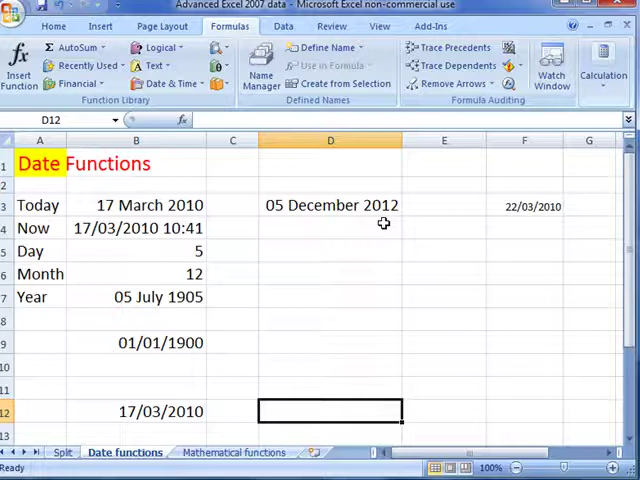 Advanced Excel 2007 data - Microsoft Excel non-commercial use
Home Insert Page Layout Formulas Data Review View Add-Ins
Insert Function
AutoSum Logical
Recently Used Text
Financial Date & Time
Function Library
Name Manager
Define Name
Use in Formula
Create from Selection
Defined Names
Trace Precedents
Trace Dependents
Remove Arrows
Formula Auditing
Watch Window
Calculation
D12 fx
A B C D E F G
1 Date Functions
2
3 Today 17 March 2010 05 December 2012 22/03/2010
4 Now 17/03/2010 10:41
5 Day 5
6 Month 12
7 Year 05 July 1905
8
9 01/01/1900
10
11
12 17/03/2010
13
Split Date functions Mathematical functions
Ready 100%